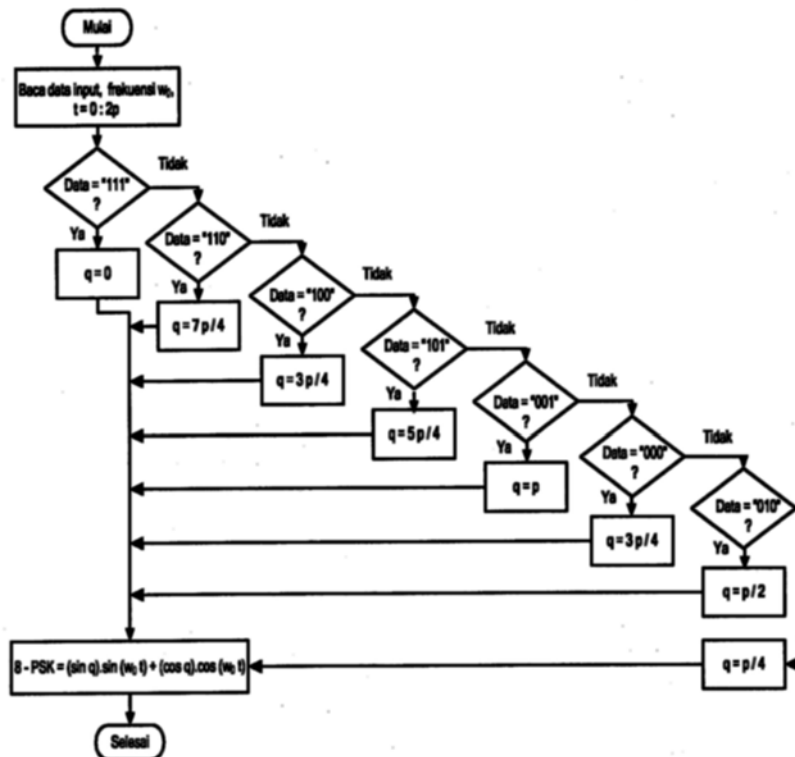 Mulai
Baca data input, frekuensi w₀,
t = 0 : 2p
Data = "111"
?
Tidak
Ya
q = 0
Data = "110"
?
Tidak
Ya
q = 7p / 4
Data = "100"
?
Tidak
Ya
q = 3p / 4
Data = "101"
?
Tidak
Ya
q = 5p / 4
Data = "001"
?
Tidak
Ya
q = p
Data = "000"
?
Tidak
Ya
q = 3p / 4
Data = "010"
?
Ya
q = p / 2
q = p / 4
8 - PSK = (sin q).sin (w₀ t) + (cos q).cos (w₀ t)
Selesai